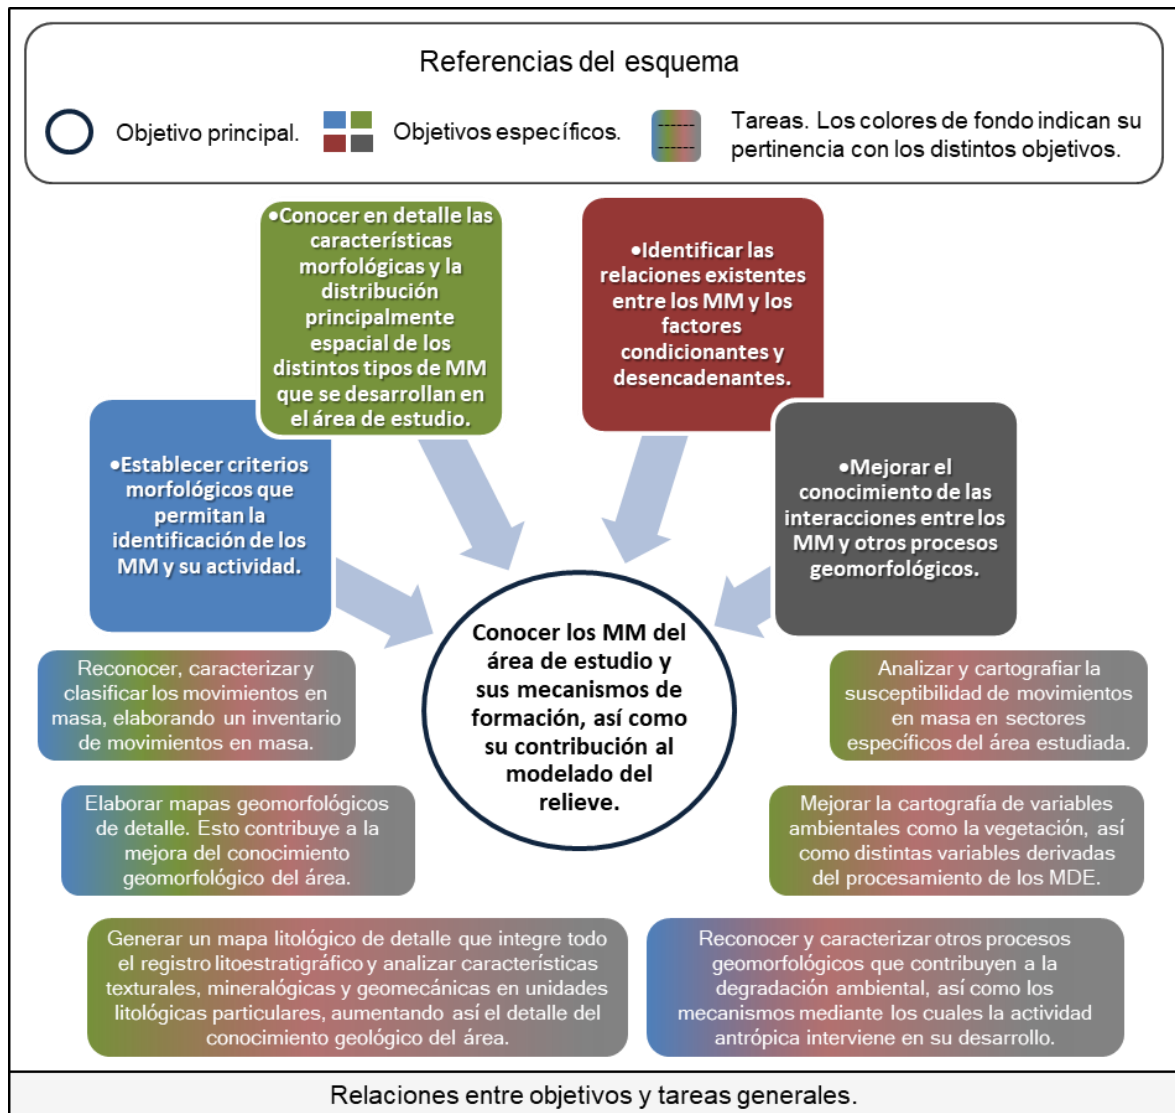 Referencias del esquema
Objetivo principal.
Objetivos específicos.
Tareas. Los colores de fondo indican su
pertinencia con los distintos objetivos.
•Conocer en detalle las
características
morfológicas y la
distribución
principalmente
espacial de los
distintos tipos de MM
que se desarrollan en
el área de estudio.
•Identificar las
relaciones existentes
entre los MM y los
factores
condicionantes y
desencadenantes.
•Establecer criterios
morfológicos que
permitan la
identificación de los
MM y su actividad.
•Mejorar el
conocimiento de las
interacciones entre los
MM y otros procesos
geomorfológicos.
Conocer los MM del
área de estudio y
sus mecanismos de
formación, así como
su contribución al
modelado del
relieve.
Reconocer, caracterizar y
clasificar los movimientos en
masa, elaborando un inventario
de movimientos en masa.
Analizar y cartografiar la
susceptibilidad de movimientos
en masa en sectores
específicos del área estudiada.
Elaborar mapas geomorfológicos
de detalle. Esto contribuye a la
mejora del conocimiento
geomorfológico del área.
Mejorar la cartografía de variables
ambientales como la vegetación, así
como distintas variables derivadas
del procesamiento de los MDE.
Generar un mapa litológico de detalle que integre todo
el registro litoestratigráfico y analizar características
texturales, mineralógicas y geomecánicas en unidades
litológicas particulares, aumentando así el detalle del
conocimiento geológico del área.
Reconocer y caracterizar otros procesos
geomorfológicos que contribuyen a la
degradación ambiental, así como los
mecanismos mediante los cuales la actividad
antrópica interviene en su desarrollo.
Relaciones entre objetivos y tareas generales.